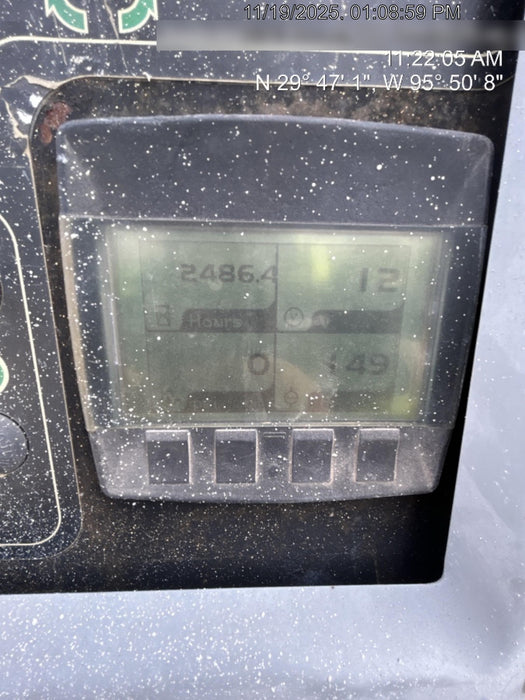 11/19/2025, 01:08:59 PM
11:22:05 AM
N 29° 47' 1", W 95° 50' 8"
2486.4 12
Hours
0 149